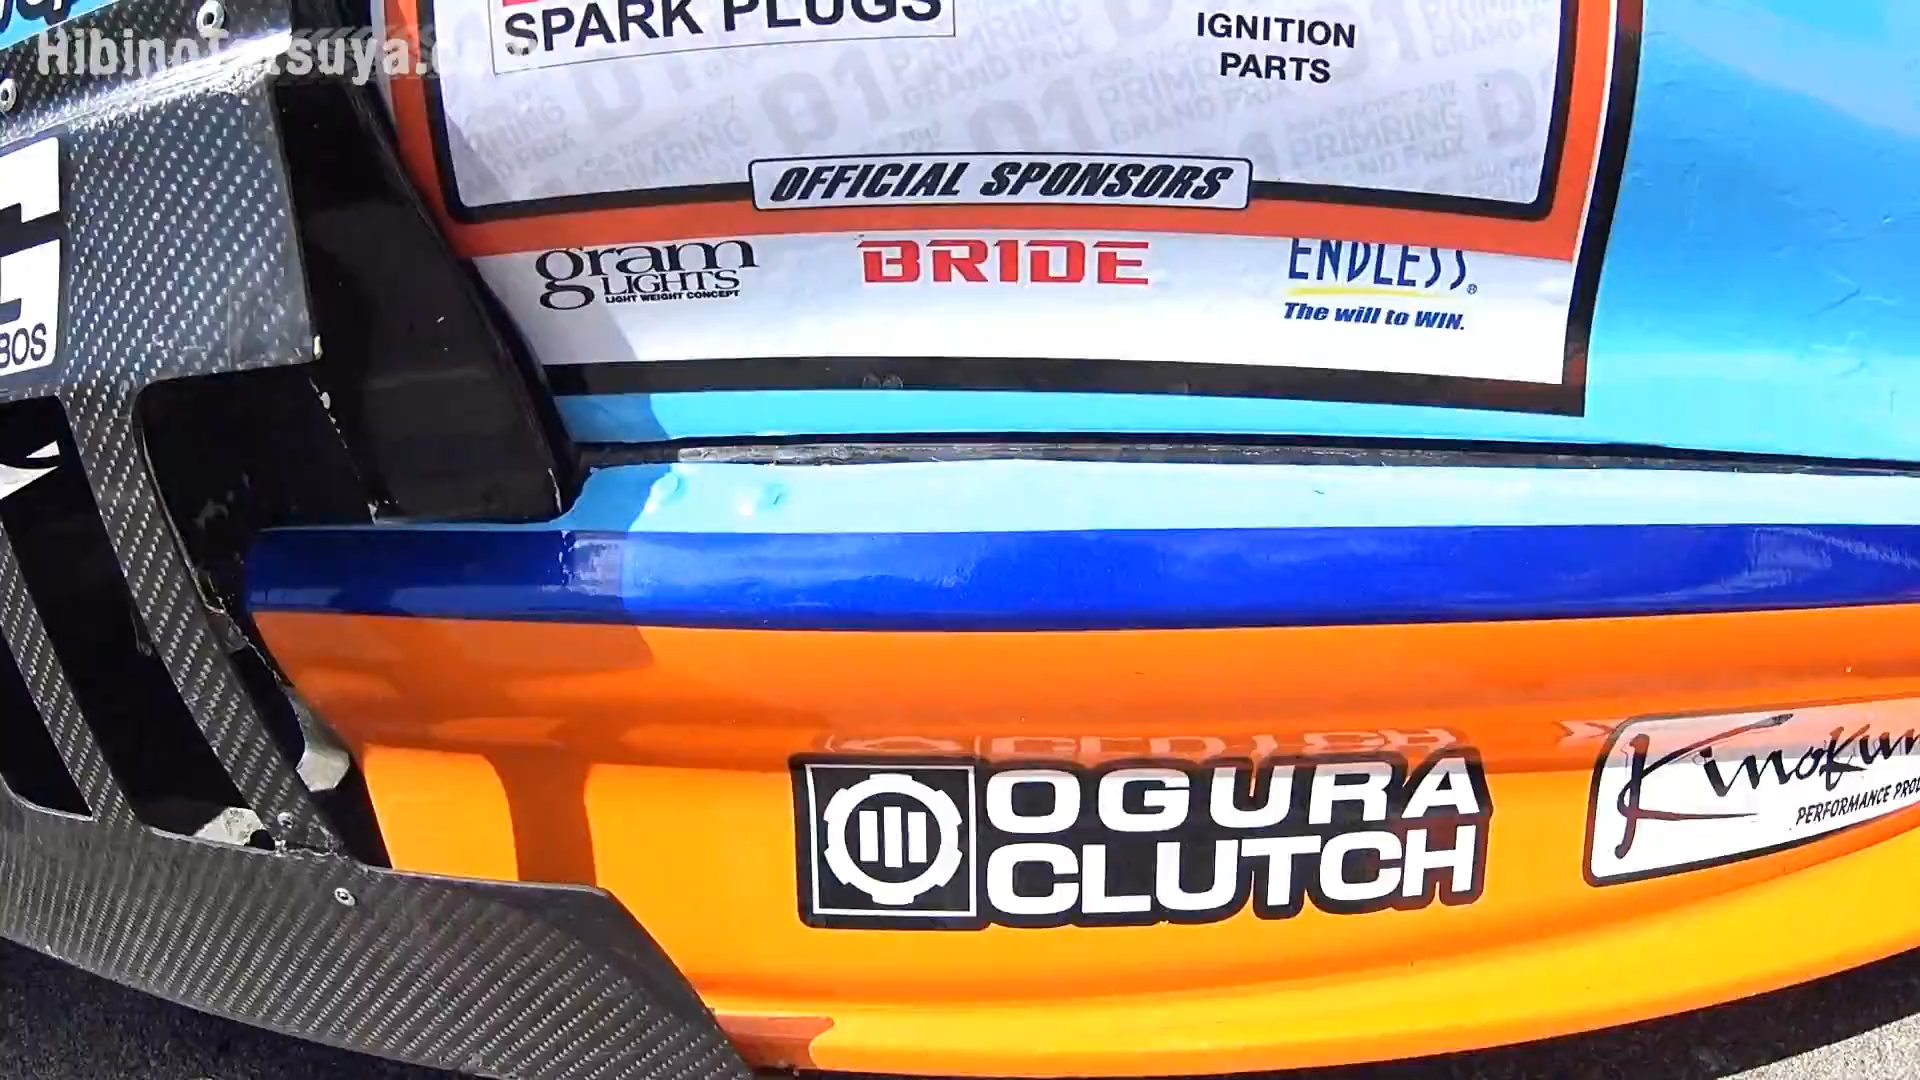 SPARK PLUGS
IGNITION
PARTS
OFFICIAL SPONSORS
gram
LIGHTS
LIGHT WEIGHT CONCEPT
BRIDE
ENDLESS®
The will to WIN.
BOS
OGURA
CLUTCH
PERFORMANCE